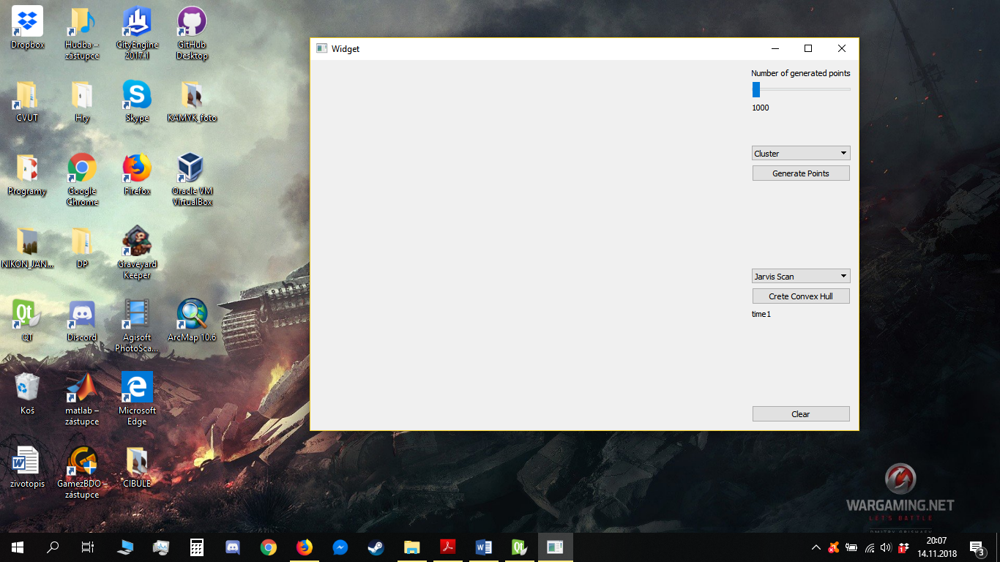 Dropbox
Hudba –
zástupce
CityEngine
2017.1
GitHub
Desktop
CVUT
Hry
Skype
KAMYK_foto
Programy
Google
Chrome
Firefox
Oracle VM
VirtualBox
NIKON_JAN...
DP
Graveyard
Keeper
Qt
QT
Discord
Agisoft
PhotoSca...
ArcMap 10.6
Koš
matlab –
zástupce
Microsoft
Edge
zivotopis
GamezBDO –
zástupce
CIBULE
Widget
Number of generated points
1000
Cluster
Generate Points
Jarvis Scan
Crete Convex Hull
time1
Clear
WARGAMING.NET
LET'S BATTLE
20:07
14.11.2018
3